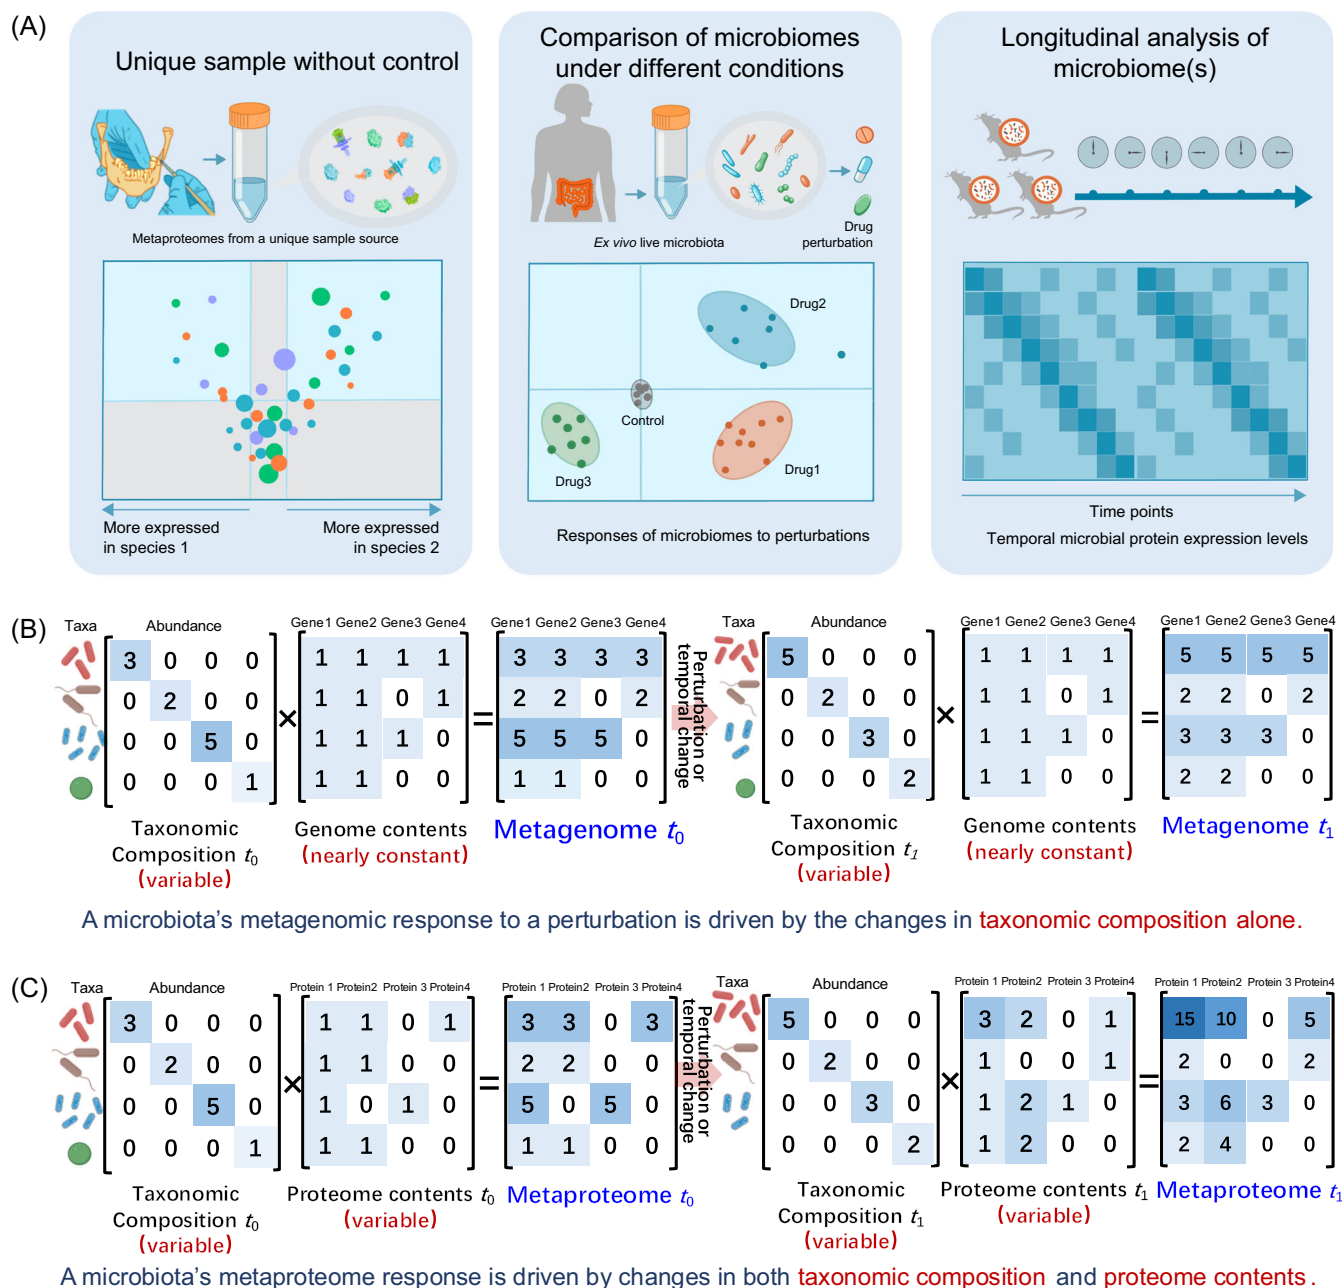 (A)
Unique sample without control
Metaproteomes from a unique sample source
More expressed
in species 1
More expressed
in species 2
Comparison of microbiomes
under different conditions
Drug
perturbation
Ex vivo live microbiota
Drug2
Control
Drug3
Drug1
Responses of microbiomes to perturbations
Longitudinal analysis of
microbiome(s)
Time points
Temporal microbial protein expression levels
(B)
Taxa
Abundance
3 0 0 0
0 2 0 0
0 0 5 0
0 0 0 1
Taxonomic
Composition t0
(variable)
×
Gene1 Gene2 Gene3 Gene4
1 1 1 1
1 1 0 1
1 1 1 0
1 1 0 0
Genome contents
(nearly constant)
=
Gene1 Gene2 Gene3 Gene4
3 3 3 3
2 2 0 2
5 5 5 0
1 1 0 0
Metagenome t0
Perturbation or
temporal change
Taxa
Abundance
5 0 0 0
0 2 0 0
0 0 3 0
0 0 0 2
Taxonomic
Composition t1
(variable)
×
Gene1 Gene2 Gene3 Gene4
1 1 1 1
1 1 0 1
1 1 1 0
1 1 0 0
Genome contents
(nearly constant)
=
Gene1 Gene2 Gene3 Gene4
5 5 5 5
2 2 0 2
3 3 3 0
2 2 0 0
Metagenome t1
A microbiota's metagenomic response to a perturbation is driven by the changes in taxonomic composition alone.
(C)
Taxa
Abundance
3 0 0 0
0 2 0 0
0 0 5 0
0 0 0 1
Taxonomic
Composition t0
(variable)
×
Protein 1 Protein2 Protein 3 Protein4
1 1 0 1
1 1 0 0
1 0 1 0
1 1 0 0
Proteome contents t0
(variable)
=
Protein 1 Protein2 Protein 3 Protein4
3 3 0 3
2 2 0 0
5 0 5 0
1 1 0 0
Metaproteome t0
Perturbation or
temporal change
Taxa
Abundance
5 0 0 0
0 2 0 0
0 0 3 0
0 0 0 2
Taxonomic
Composition t1
(variable)
×
Protein 1 Protein2 Protein 3 Protein4
3 2 0 1
1 0 0 1
1 2 1 0
1 2 0 0
Proteome contents t1
(variable)
=
Protein 1 Protein2 Protein 3 Protein4
15 10 0 5
2 0 0 2
3 6 3 0
2 4 0 0
Metaproteome t1
A microbiota's metaproteome response is driven by changes in both taxonomic composition and proteome contents.